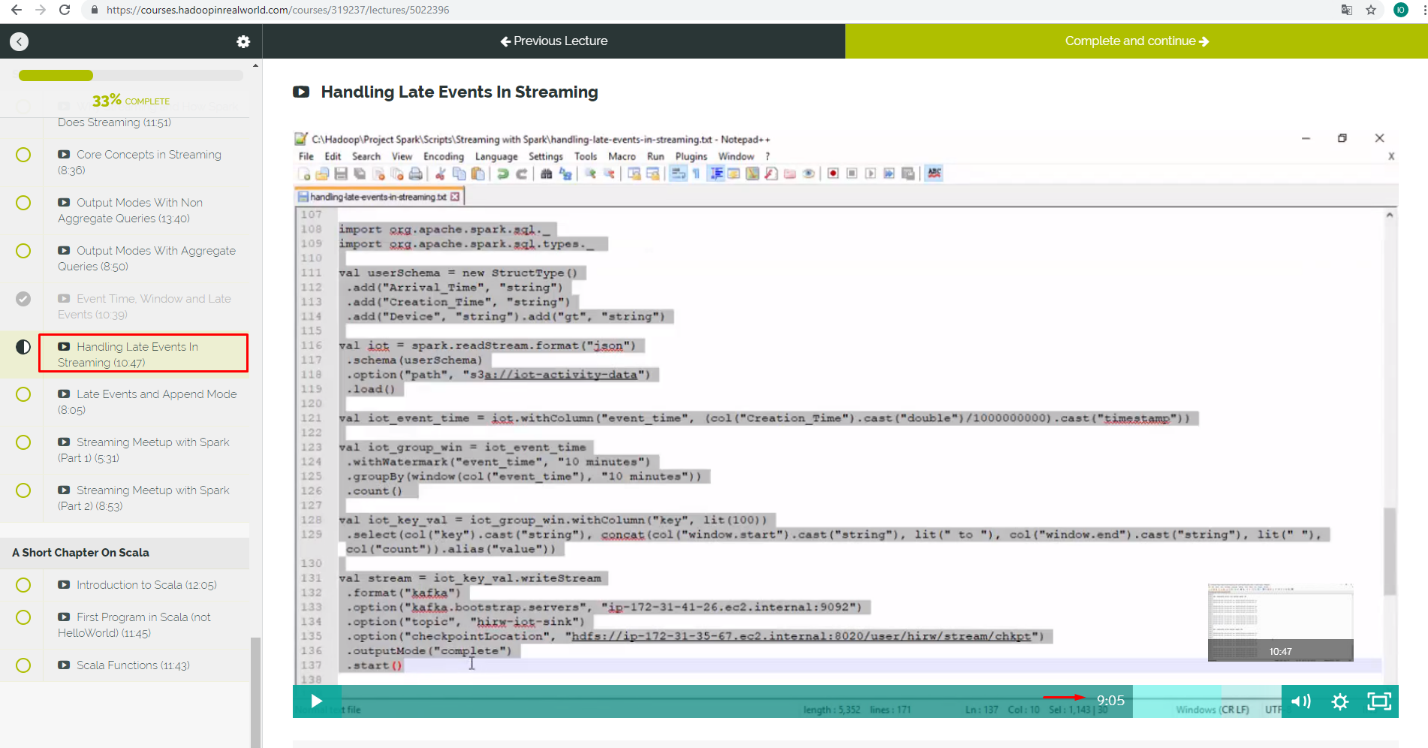 https://courses.hadoopinrealworld.com/courses/319237/lectures/5022396
Previous Lecture
Complete and continue
33% COMPLETE
Does Streaming (11:51)
Core Concepts in Streaming
(8:36)
Output Modes With Non
Aggregate Queries (13:40)
Output Modes With Aggregate
Queries (8:50)
Event Time, Window and Late
Events (10:39)
Handling Late Events In
Streaming (10:47)
Late Events and Append Mode
(8:05)
Streaming Meetup with Spark
(Part 1) (5:31)
Streaming Meetup with Spark
(Part 2) (8:53)
A Short Chapter On Scala
Introduction to Scala (12:05)
First Program in Scala (not
HelloWorld) (11:45)
Scala Functions (11:43)
Handling Late Events In Streaming
C:\Hadoop\Project Spark\Scripts\Streaming with Spark\handling-late-events-in-streaming.txt - Notepad++
File Edit Search View Encoding Language Settings Tools Macro Run Plugins Window ? X
handling-late-events-in-streaming.txt
107
108 import org.apache.spark.sql._
109 import org.apache.spark.sql.types._
110
111 val userSchema = new StructType()
112 .add("Arrival_Time", "string")
113 .add("Creation_Time", "string")
114 .add("Device", "string").add("gt", "string")
115
116 val iot = spark.readStream.format("json")
117 .schema(userSchema)
118 .option("path", "s3a://iot-activity-data")
119 .load()
120
121 val iot_event_time = iot.withColumn("event_time", (col("Creation_Time").cast("double")/1000000000).cast("timestamp"))
122
123 val iot_group_win = iot_event_time
124 .withWatermark("event_time", "10 minutes")
125 .groupBy(window(col("event_time"), "10 minutes"))
126 .count()
127
128 val iot_key_val = iot_group_win.withColumn("key", lit(100))
129 .select(col("key").cast("string"), concat(col("window.start").cast("string"), lit(" to "), col("window.end").cast("string"), lit(" "),
col("count")).alias("value"))
130
131 val stream = iot_key_val.writeStream
132 .format("kafka")
133 .option("kafka.bootstrap.servers", "ip-172-31-41-26.ec2.internal:9092")
134 .option("topic", "hirw-iot-sink")
135 .option("checkpointLocation", "hdfs://ip-172-31-35-67.ec2.internal:8020/user/hirw/stream/chkpt")
136 .outputMode("complete")
137 .start()
138
10:47
9:05
xt file length : 5,352 lines : 171 Ln : 137 Col : 10 Sel : 1,143 | 30 Windows (CR LF) UTF